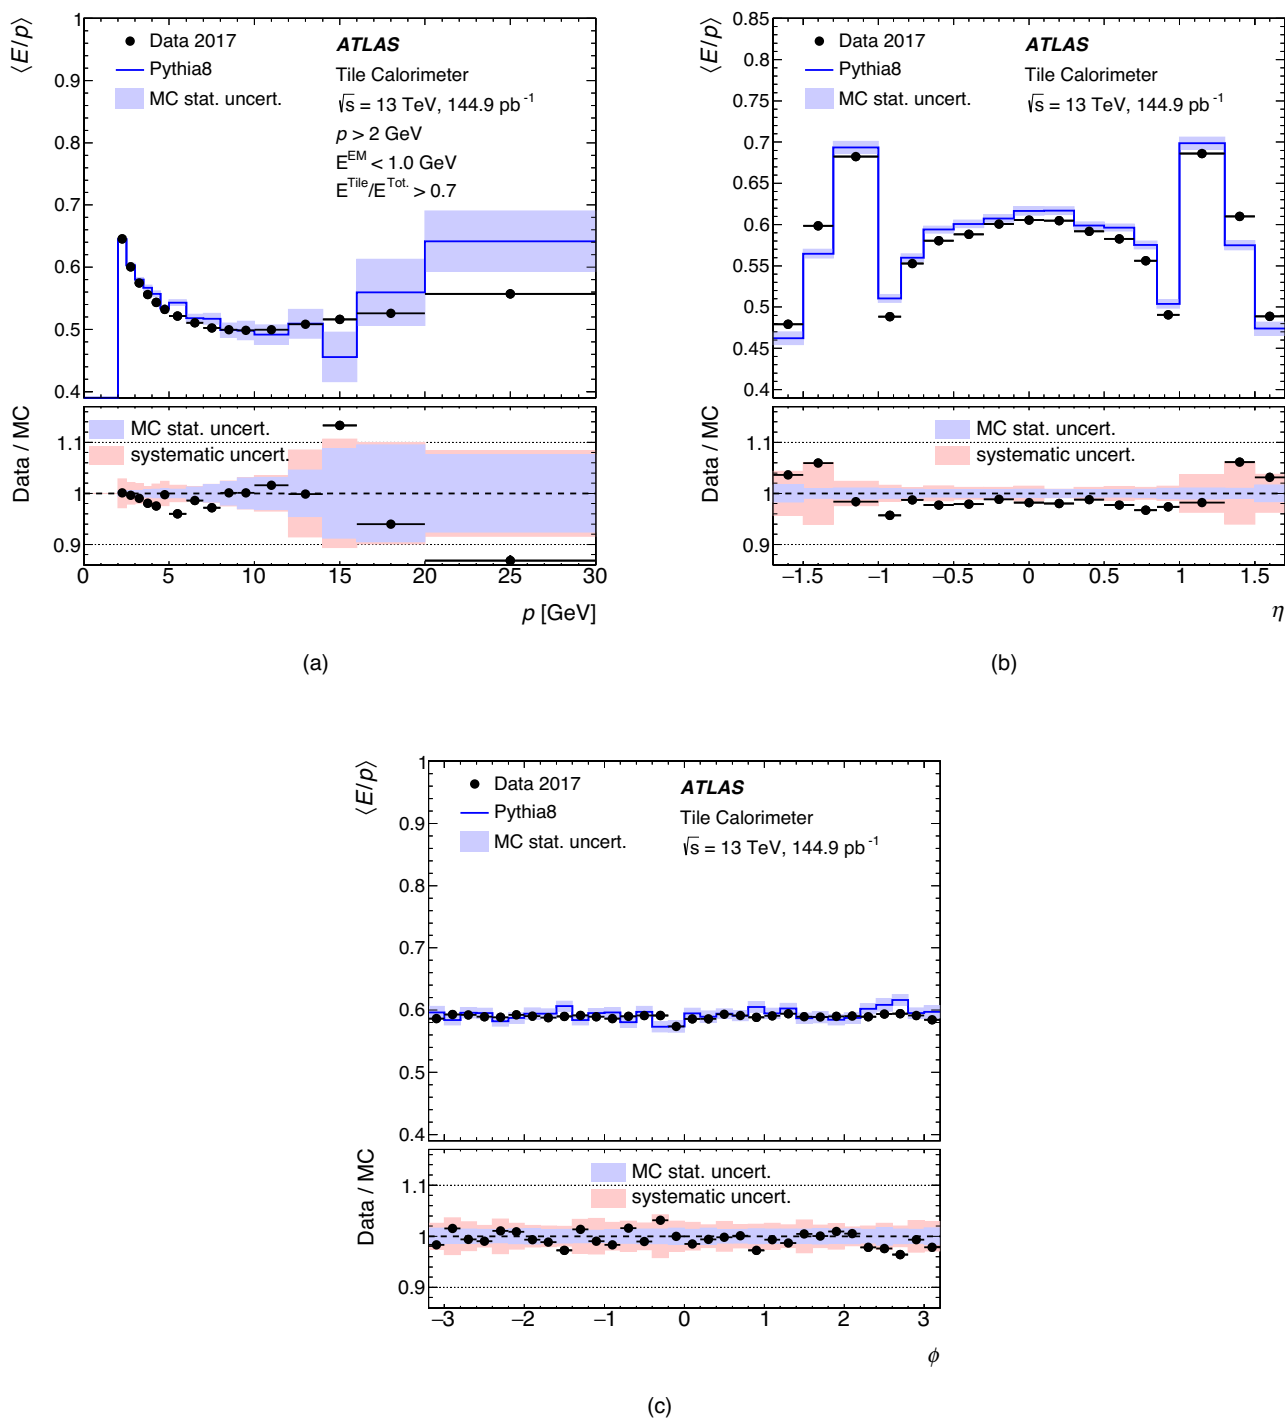 ⟨E/p⟩
1
0.9
0.8
0.7
0.6
0.5
0.4
Data 2017
Pythia8
MC stat. uncert.
ATLAS
Tile Calorimeter
√s = 13 TeV, 144.9 pb⁻¹
p > 2 GeV
E^EM < 1.0 GeV
E^Tile/E^Tot. > 0.7
Data / MC
1.1
1
0.9
MC stat. uncert.
systematic uncert.
0 5 10 15 20 25 30
p [GeV]
(a)
⟨E/p⟩
0.85
0.8
0.75
0.7
0.65
0.6
0.55
0.5
0.45
0.4
Data 2017
Pythia8
MC stat. uncert.
ATLAS
Tile Calorimeter
√s = 13 TeV, 144.9 pb⁻¹
Data / MC
1.1
1
0.9
MC stat. uncert.
systematic uncert.
−1.5 −1 −0.5 0 0.5 1 1.5
η
(b)
⟨E/p⟩
1
0.9
0.8
0.7
0.6
0.5
0.4
Data 2017
Pythia8
MC stat. uncert.
ATLAS
Tile Calorimeter
√s = 13 TeV, 144.9 pb⁻¹
Data / MC
1.1
1
0.9
MC stat. uncert.
systematic uncert.
−3 −2 −1 0 1 2 3
ϕ
(c)